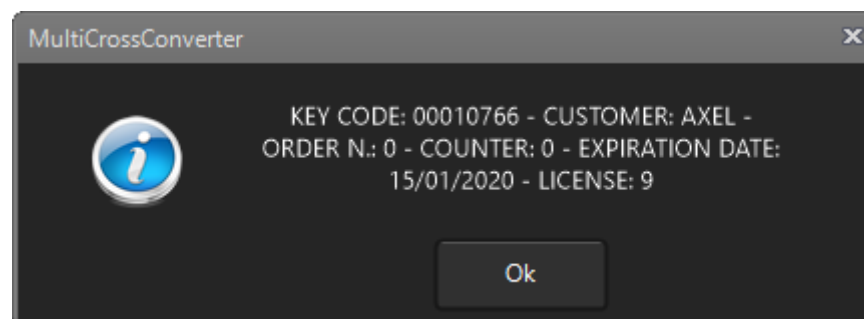 MultiCrossConverter
KEY CODE: 00010766 - CUSTOMER: AXEL -
ORDER N.: 0 - COUNTER: 0 - EXPIRATION DATE:
15/01/2020 - LICENSE: 9
Ok